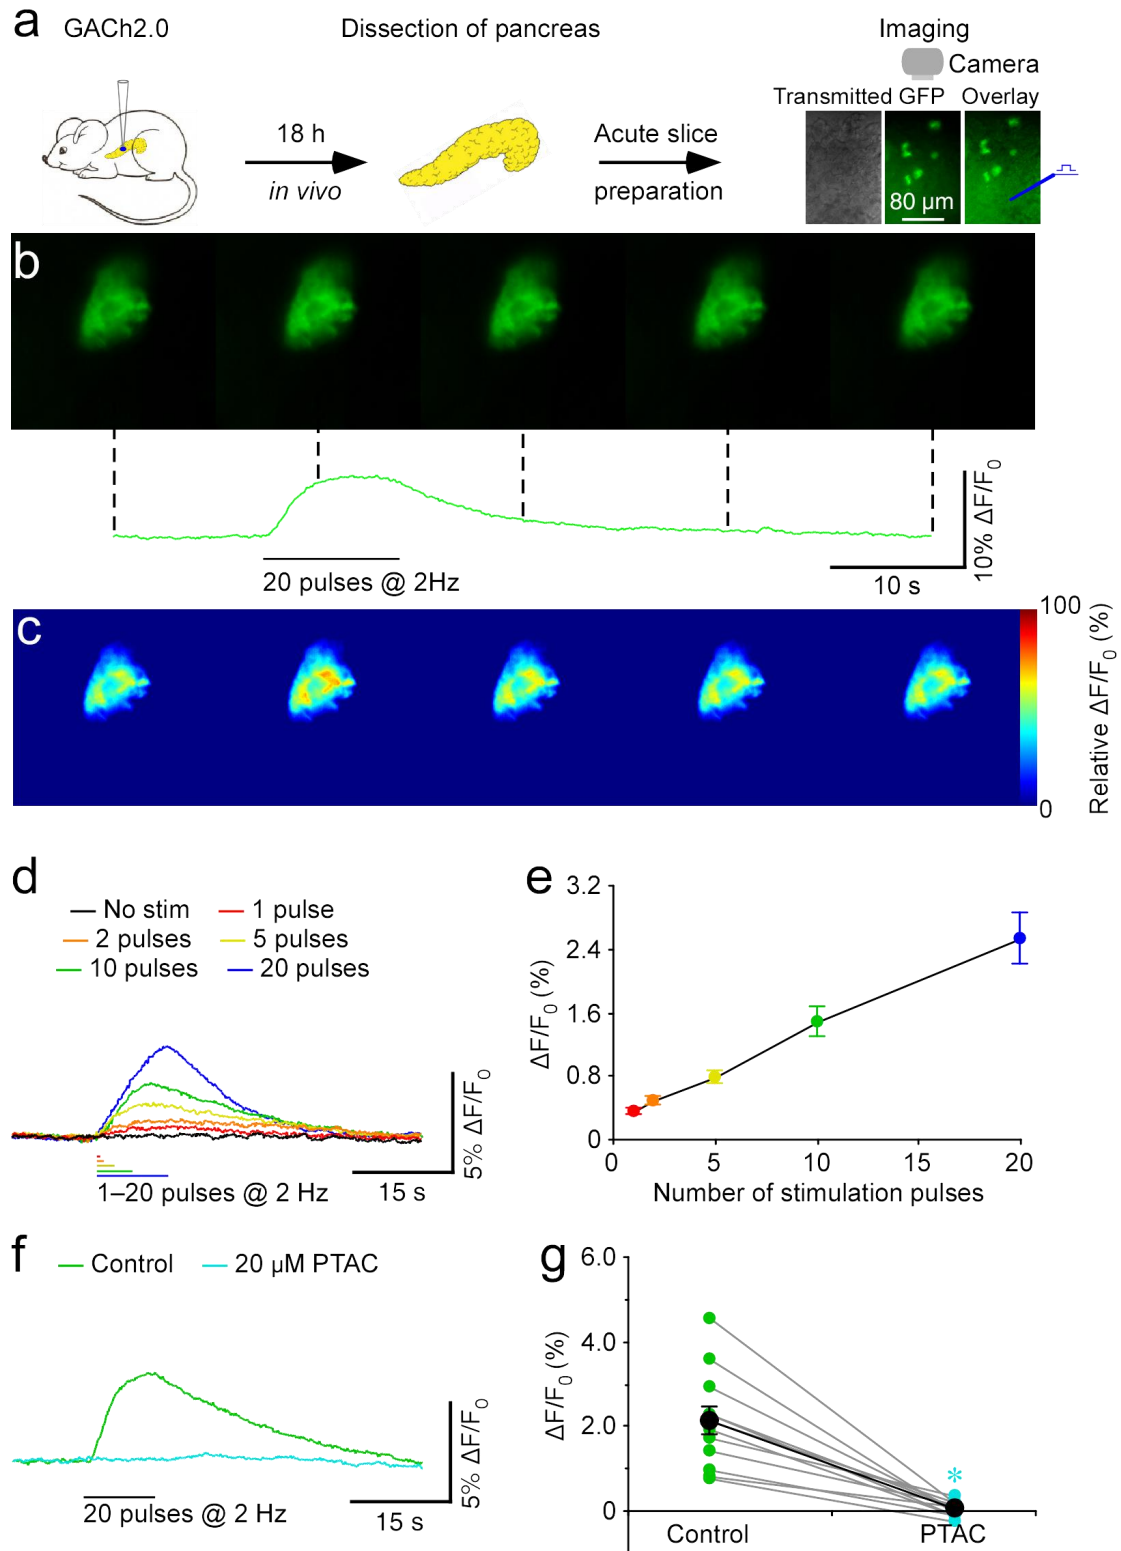 a
GACh2.0
Dissection of pancreas
Imaging
Camera
Transmitted GFP Overlay
18 h
in vivo
Acute slice
preparation
80 µm
b
10% ΔF/F0
20 pulses @ 2Hz
10 s
c
100
0
Relative ΔF/F0 (%)
d
No stim
1 pulse
2 pulses
5 pulses
10 pulses
20 pulses
5% ΔF/F0
1–20 pulses @ 2 Hz
15 s
e
3.2
2.4
1.6
0.8
0
ΔF/F0 (%)
0 5 10 15 20
Number of stimulation pulses
f
Control
20 µM PTAC
5% ΔF/F0
20 pulses @ 2 Hz
15 s
g
6.0
4.0
2.0
0
ΔF/F0 (%)
*
Control
PTAC